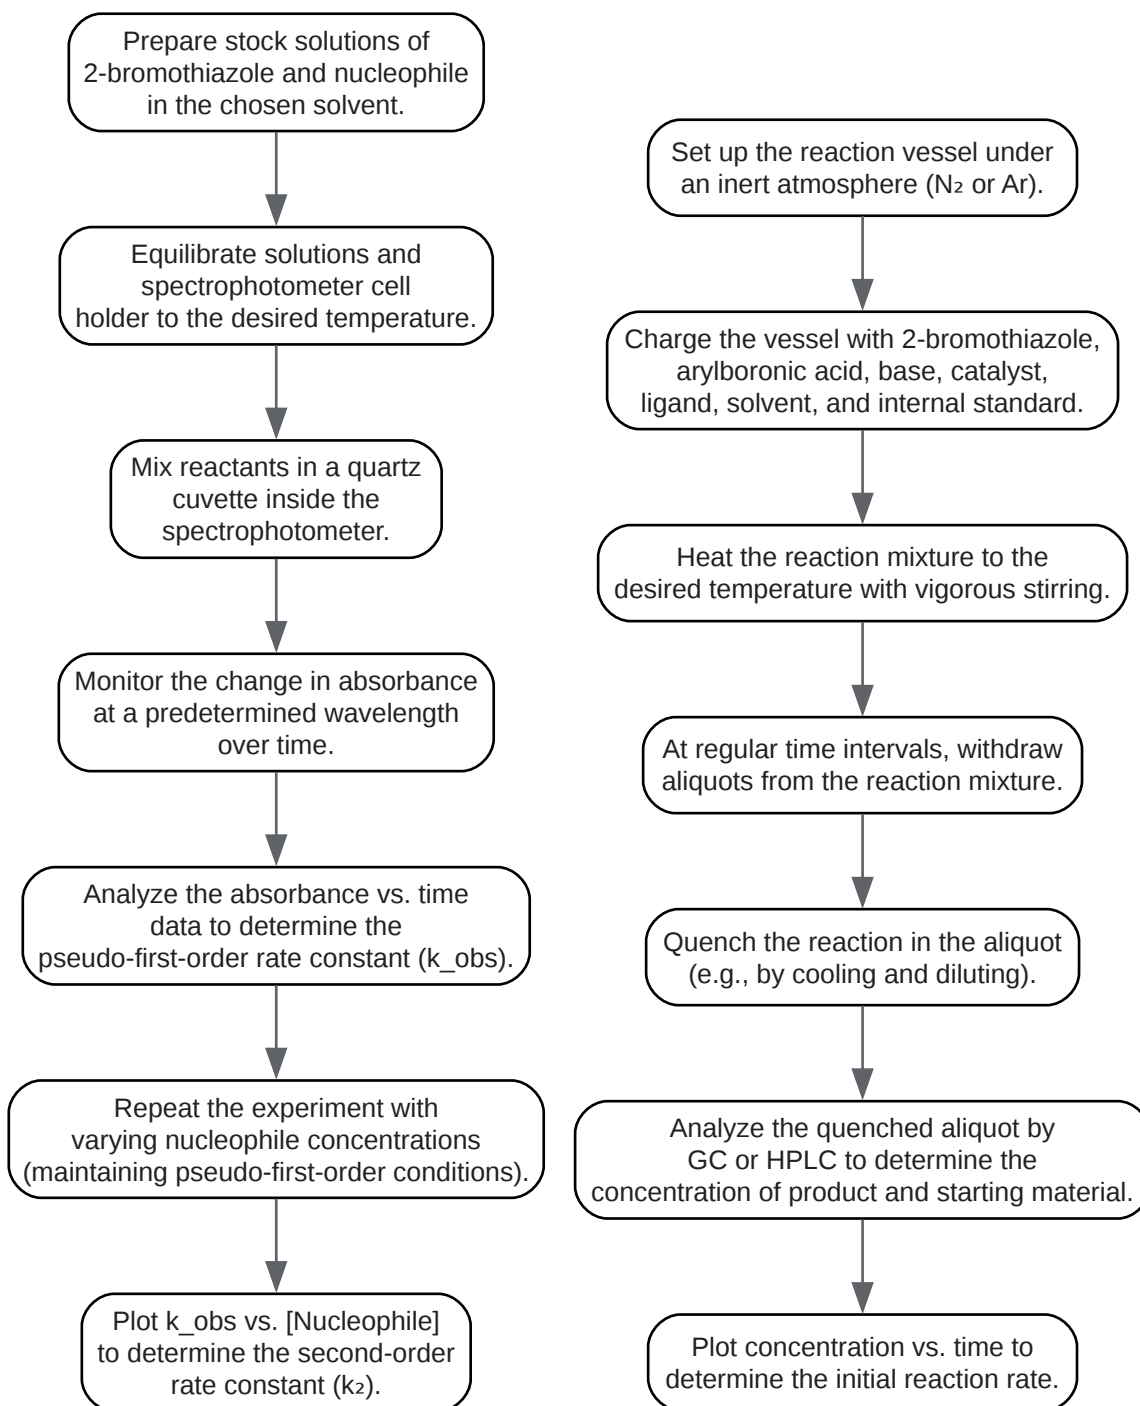 Prepare stock solutions of
2-bromothiazole and nucleophile
in the chosen solvent.
Equilibrate solutions and
spectrophotometer cell
holder to the desired temperature.
Mix reactants in a quartz
cuvette inside the
spectrophotometer.
Monitor the change in absorbance
at a predetermined wavelength
over time.
Analyze the absorbance vs. time
data to determine the
pseudo-first-order rate constant (k_obs).
Repeat the experiment with
varying nucleophile concentrations
(maintaining pseudo-first-order conditions).
Plot k_obs vs. [Nucleophile]
to determine the second-order
rate constant (k₂).
Set up the reaction vessel under
an inert atmosphere (N₂ or Ar).
Charge the vessel with 2-bromothiazole,
arylboronic acid, base, catalyst,
ligand, solvent, and internal standard.
Heat the reaction mixture to the
desired temperature with vigorous stirring.
At regular time intervals, withdraw
aliquots from the reaction mixture.
Quench the reaction in the aliquot
(e.g., by cooling and diluting).
Analyze the quenched aliquot by
GC or HPLC to determine the
concentration of product and starting material.
Plot concentration vs. time to
determine the initial reaction rate.